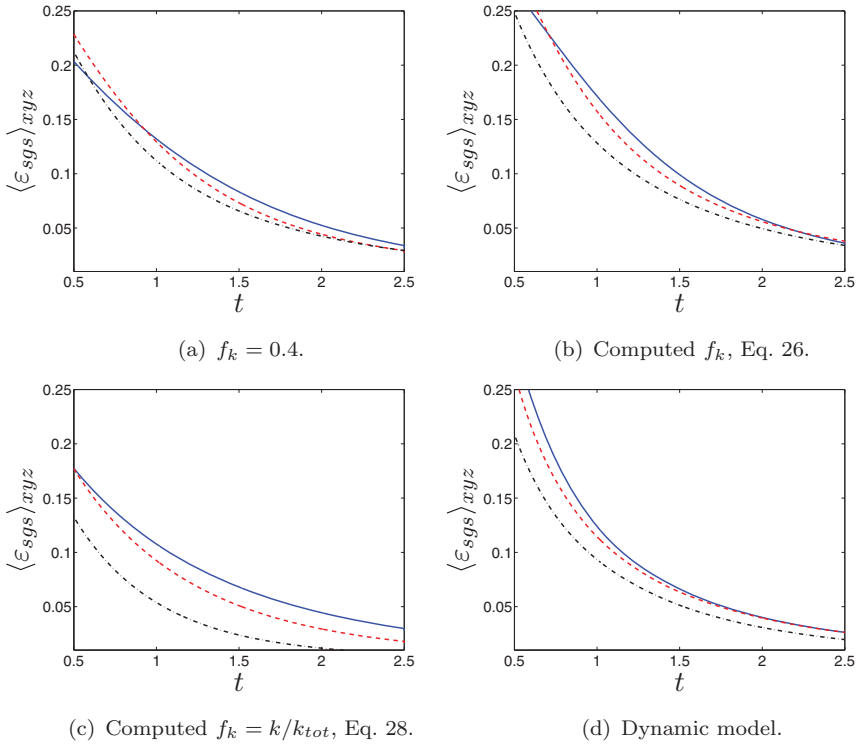 0.25
0.2
0.15
0.1
0.05
⟨ε_sgs⟩_xyz
0.5 1 1.5 2 2.5
t
(a) f_k = 0.4.
0.25
0.2
0.15
0.1
0.05
⟨ε_sgs⟩_xyz
0.5 1 1.5 2 2.5
t
(b) Computed f_k, Eq. 26.
0.25
0.2
0.15
0.1
0.05
⟨ε_sgs⟩_xyz
0.5 1 1.5 2 2.5
t
(c) Computed f_k = k/k_tot, Eq. 28.
0.25
0.2
0.15
0.1
0.05
⟨ε_sgs⟩_xyz
0.5 1 1.5 2 2.5
t
(d) Dynamic model.